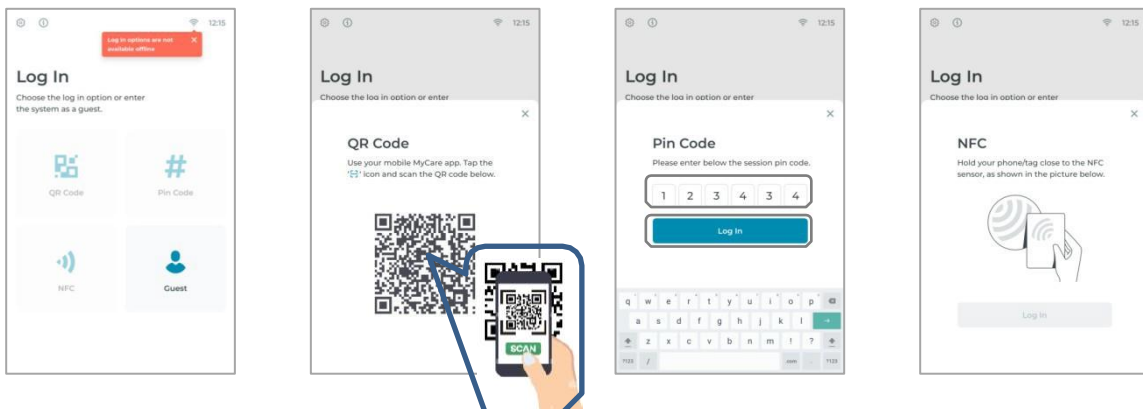 12:15
Log in options are not
available offline
Log In
Choose the log in option or enter
the system as a guest.
QR Code
Pin Code
NFC
Guest
12:15
Log In
Choose the log in option or enter
QR Code
Use your mobile MyCare app. Tap the
' ' icon and scan the QR code below.
SCAN
12:15
Log In
Choose the log in option or enter
Pin Code
Please enter below the session pin code.
1 2 3 4 3 4
Log In
q w e r t y u i o p
a s d f g h j k l
z x c v b n m ! ?
?123 / .com . ?123
12:15
Log In
Choose the log in option or enter
NFC
Hold your phone/tag close to the NFC
sensor, as shown in the picture below.
Log In